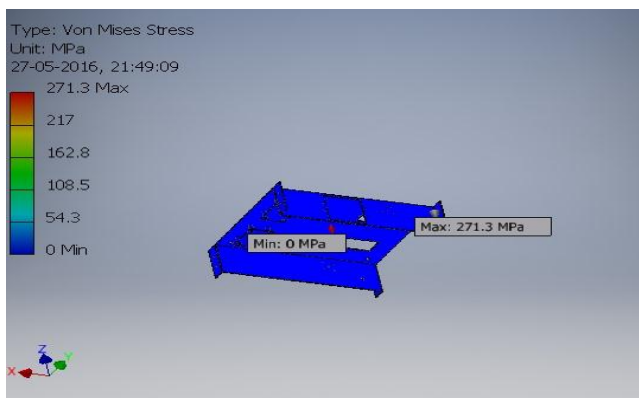 Type: Von Mises Stress
Unit: MPa
27-05-2016, 21:49:09
271.3 Max
217
162.8
108.5
54.3
0 Min
Max: 271.3 MPa
Min: 0 MPa
Z
Y
X